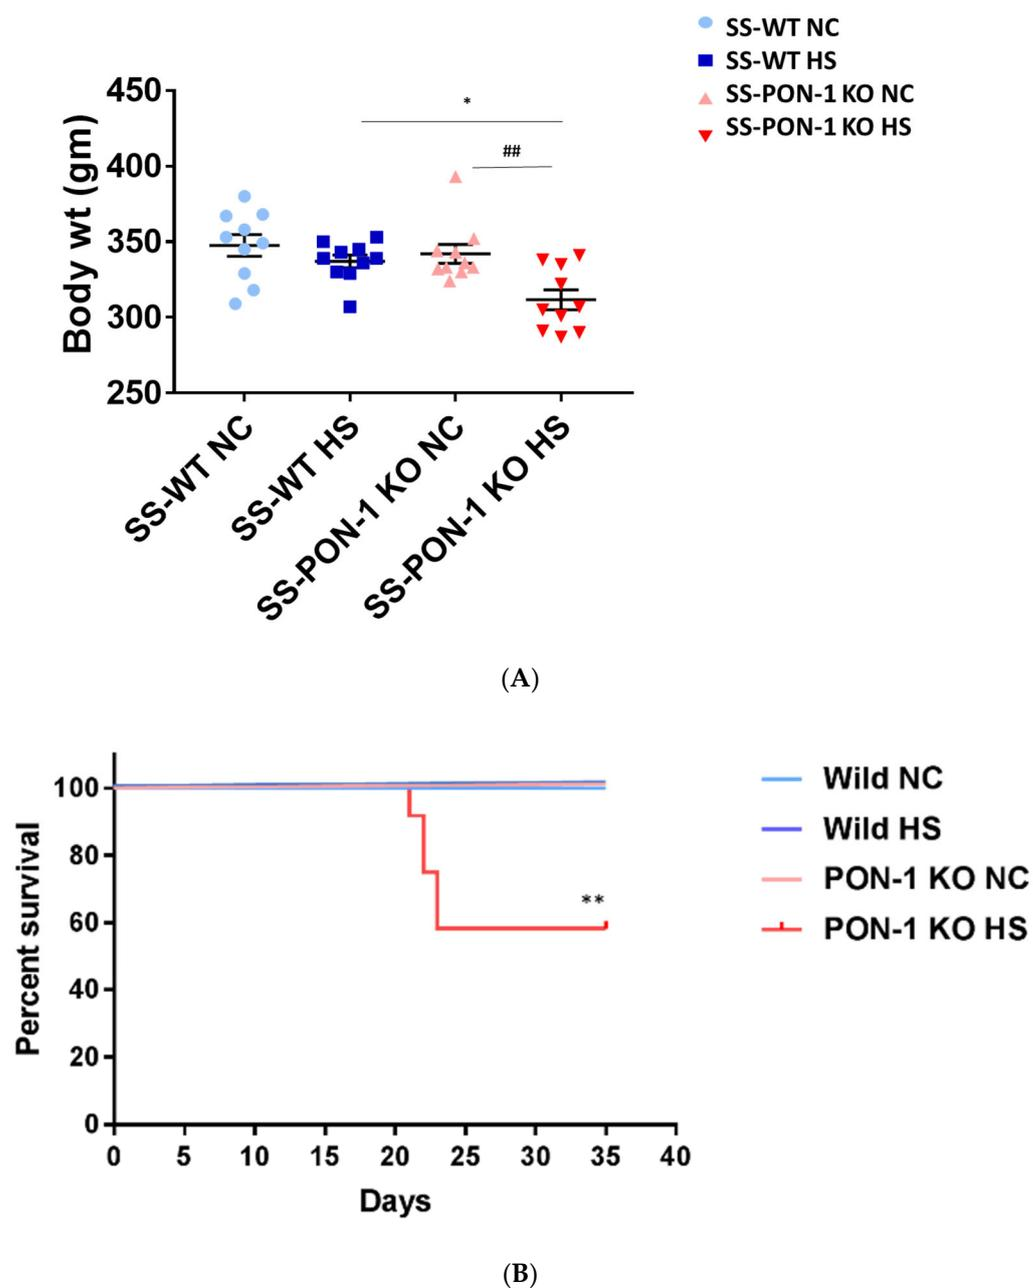 SS-WT NC
SS-WT HS
SS-PON-1 KO NC
SS-PON-1 KO HS
Body wt (gm)
450
400
350
300
250
*
##
SS-WT NC
SS-WT HS
SS-PON-1 KO NC
SS-PON-1 KO HS
(A)
Percent survival
100
80
60
40
20
0
**
0 5 10 15 20 25 30 35 40
Days
Wild NC
Wild HS
PON-1 KO NC
PON-1 KO HS
(B)